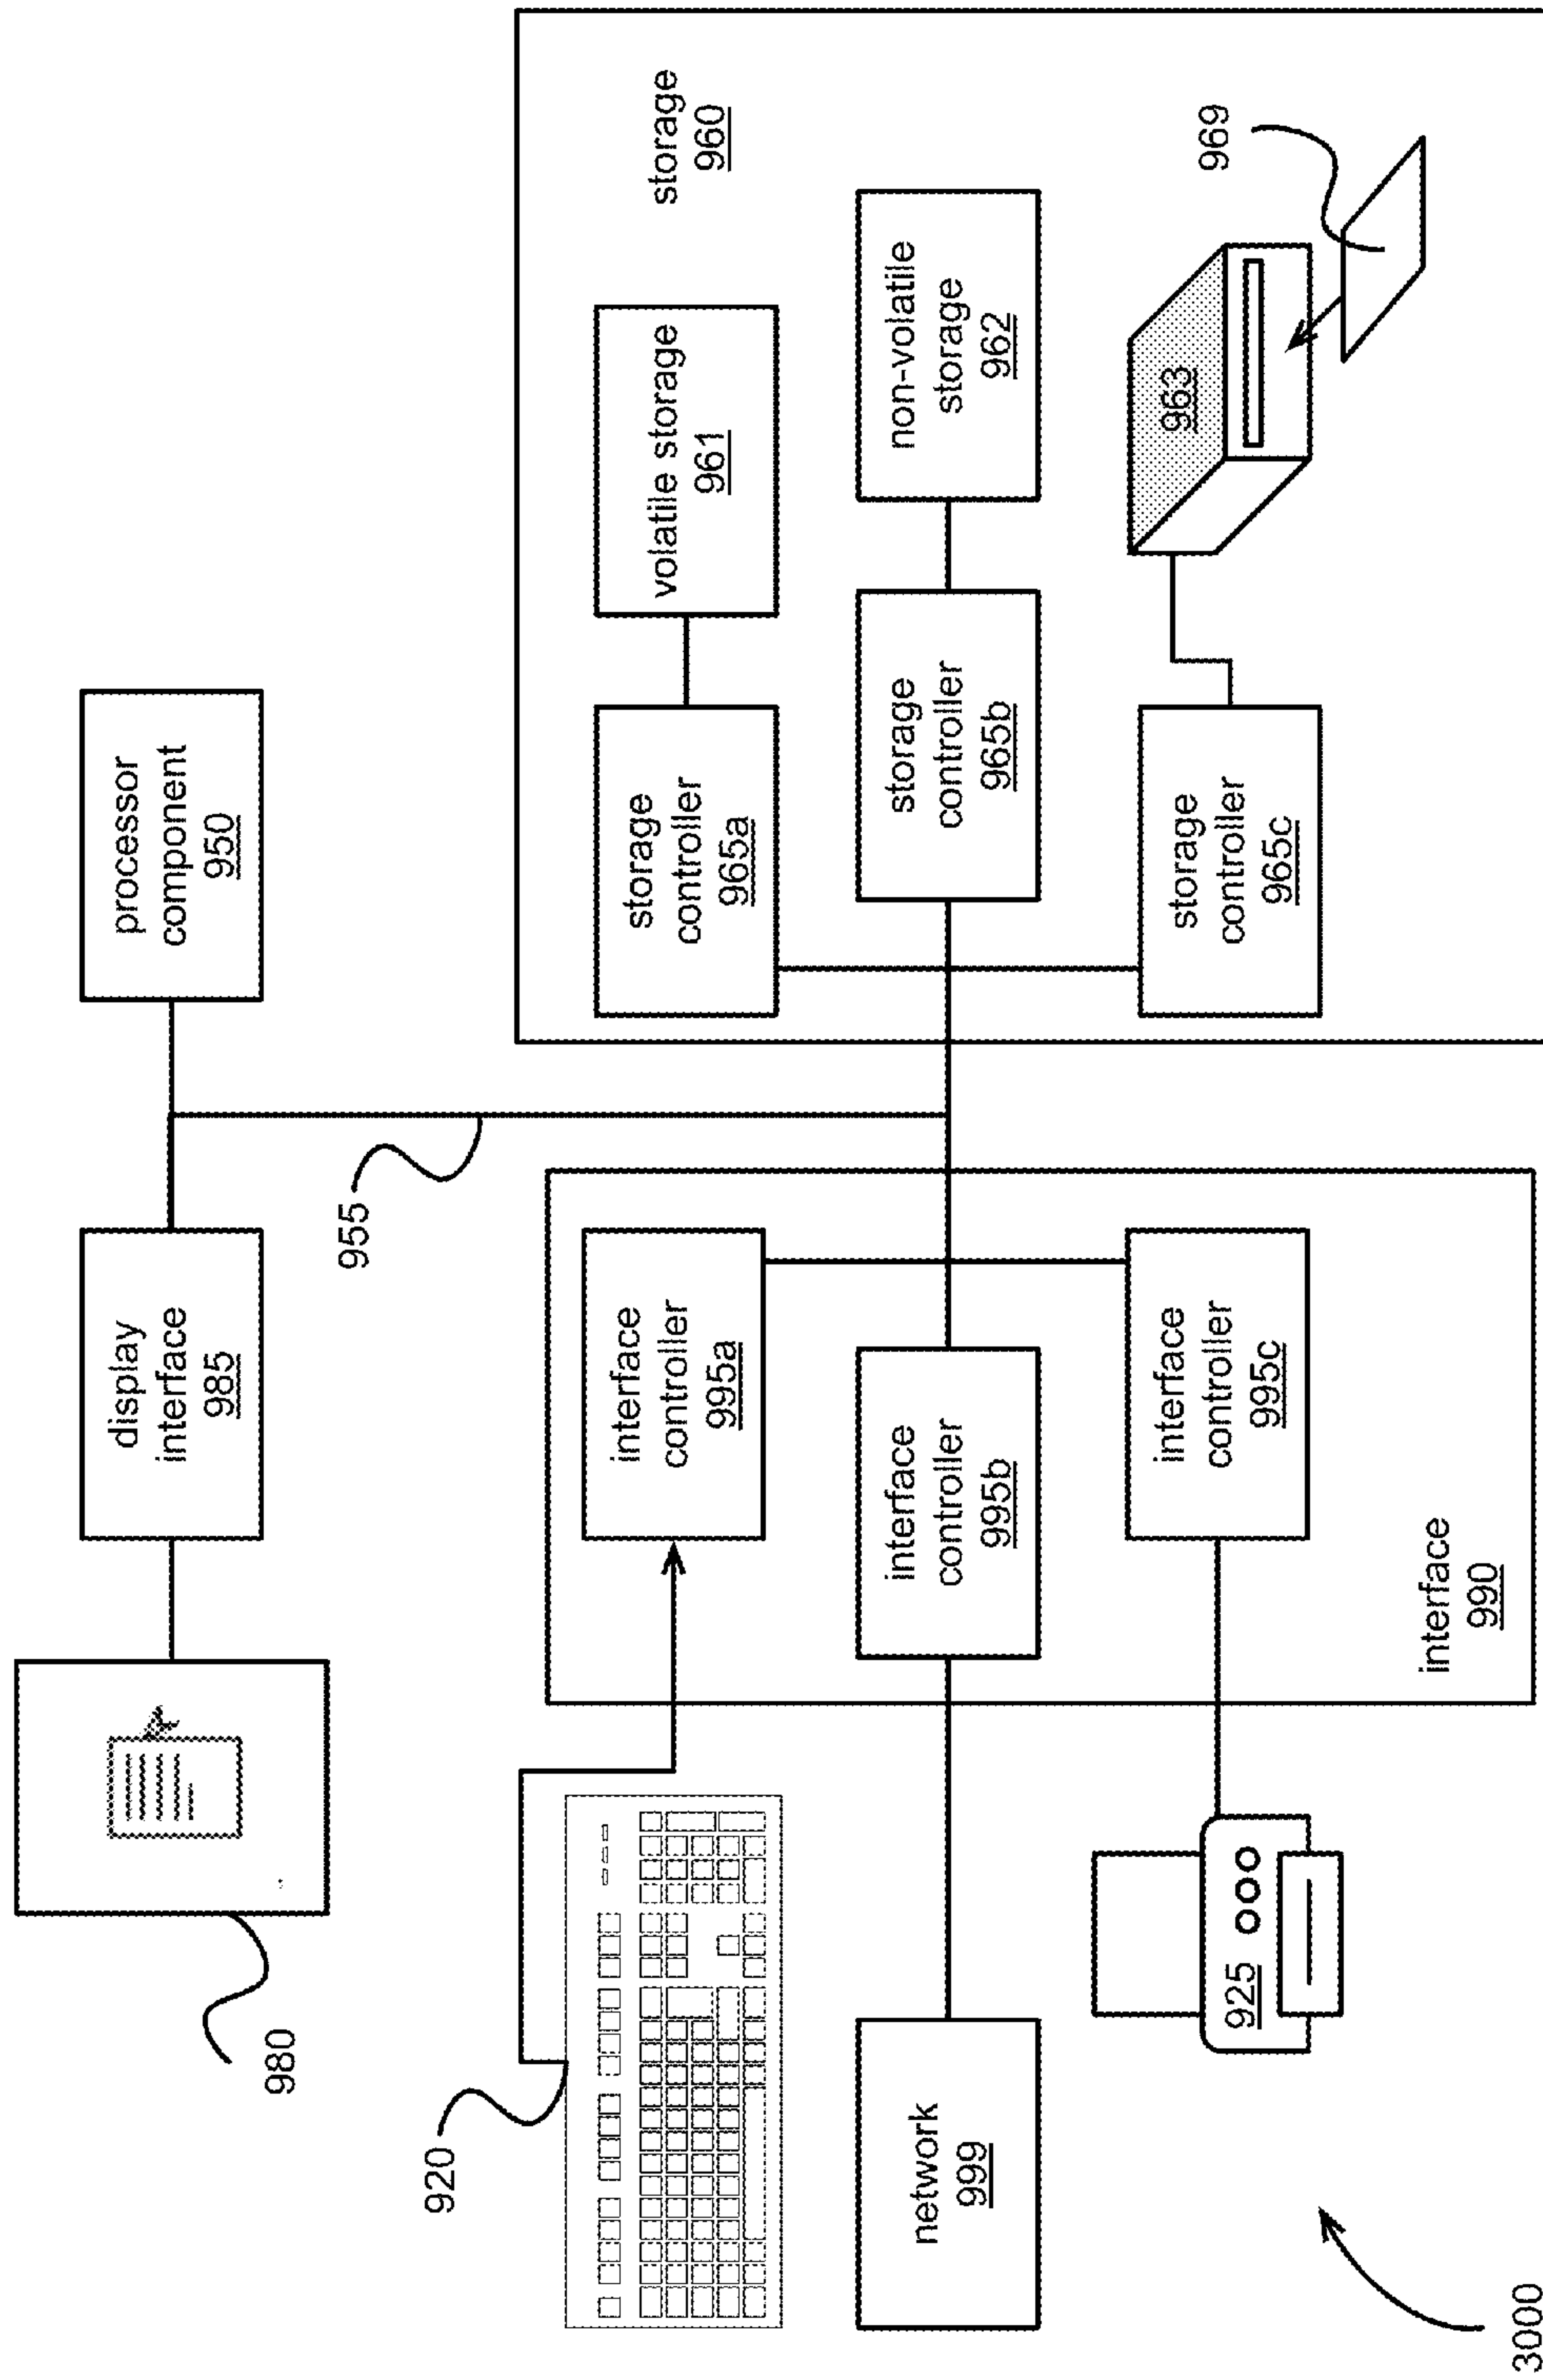 980
display
interface
985
processor
component
950
955
920
interface
controller
995a
storage
controller
965a
volatile storage
961
storage
960
network
999
interface
controller
995b
storage
controller
965b
non-volatile
storage
962
925
interface
controller
995c
storage
controller
965c
963
969
interface
990
3000